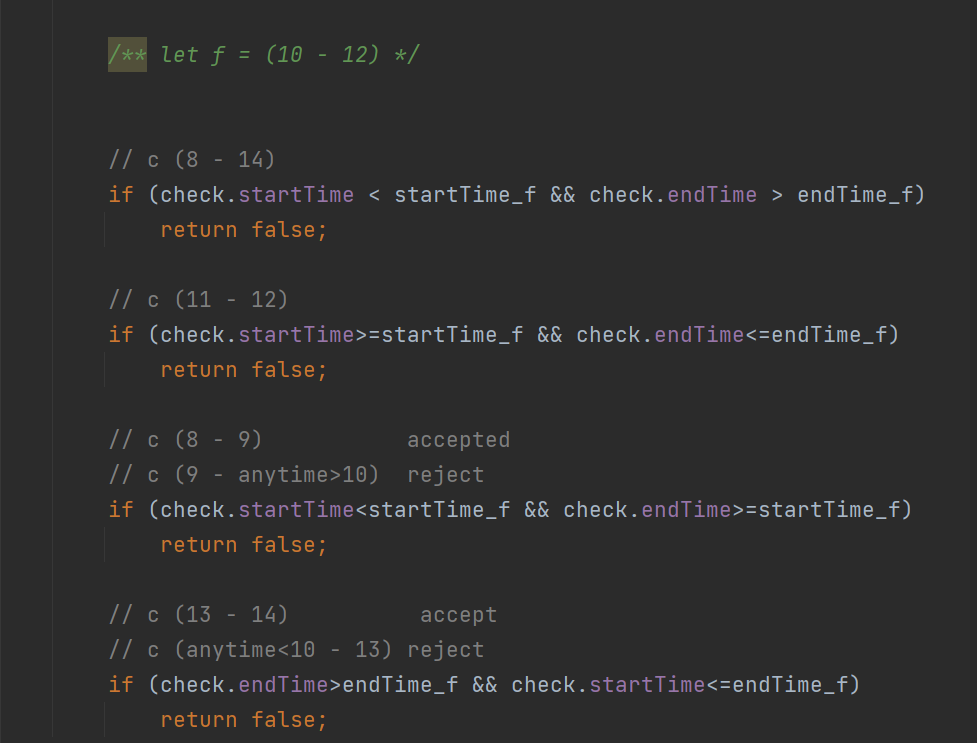 /** let f = (10 - 12) */
// c (8 - 14)
if (check.startTime < startTime_f && check.endTime > endTime_f)
return false;
// c (11 - 12)
if (check.startTime>=startTime_f && check.endTime<=endTime_f)
return false;
// c (8 - 9) accepted
// c (9 - anytime>10) reject
if (check.startTime<startTime_f && check.endTime>=startTime_f)
return false;
// c (13 - 14) accept
// c (anytime<10 - 13) reject
if (check.endTime>endTime_f && check.startTime<=endTime_f)
return false;